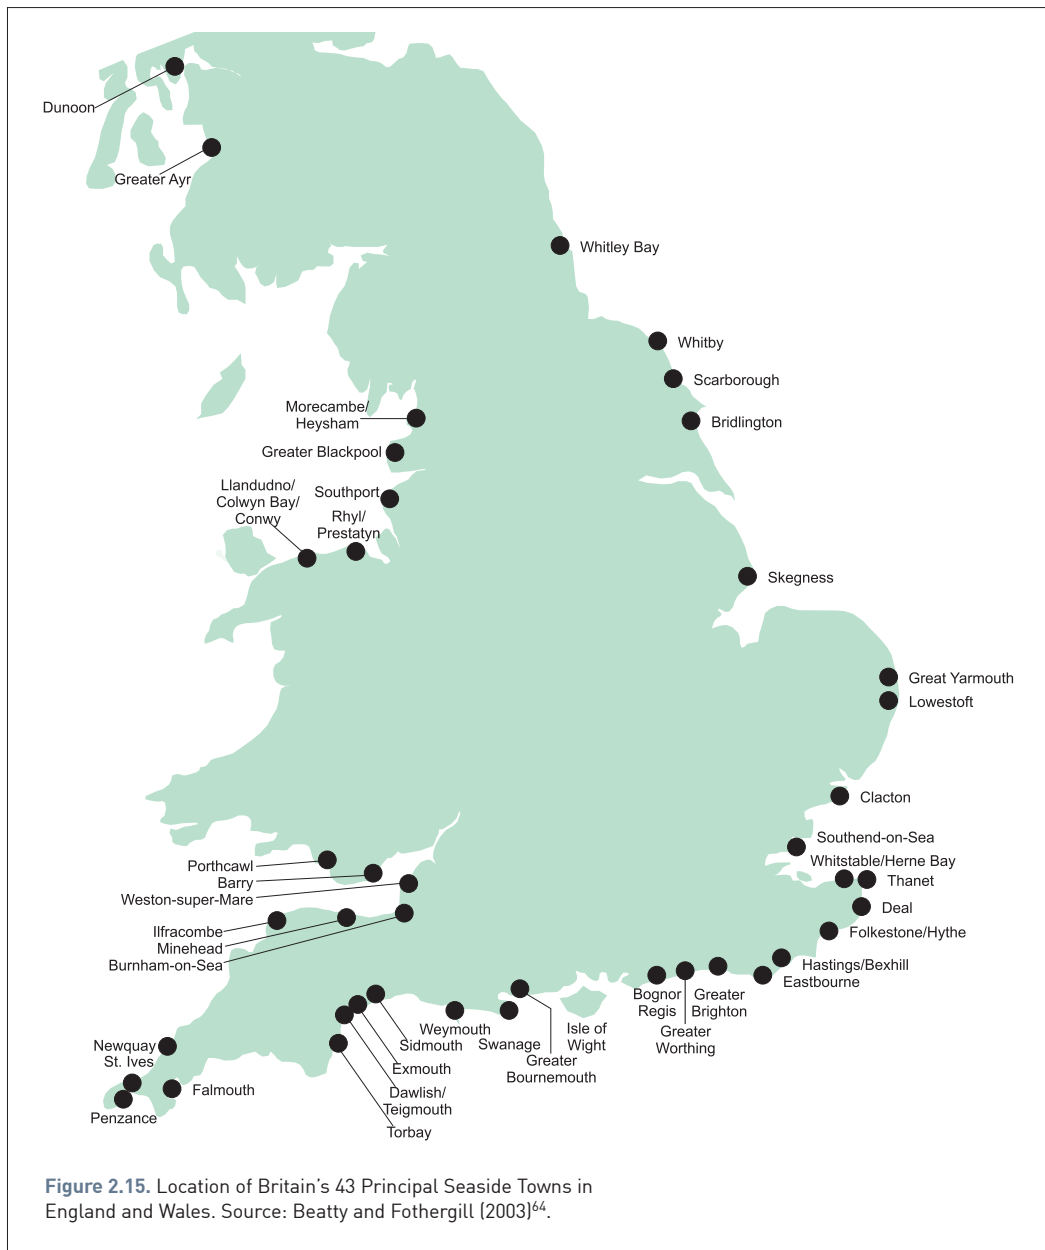 Dunoon
Greater Ayr
Whitley Bay
Whitby
Scarborough
Bridlington
Morecambe/
Heysham
Greater Blackpool
Southport
Llandudno/
Colwyn Bay/
Conwy
Rhyl/
Prestatyn
Skegness
Great Yarmouth
Lowestoft
Clacton
Southend-on-Sea
Whitstable/Herne Bay
Thanet
Deal
Folkestone/Hythe
Hastings/Bexhill
Eastbourne
Porthcawl
Barry
Weston-super-Mare
Ilfracombe
Minehead
Burnham-on-Sea
Bognor
Regis
Greater
Brighton
Greater
Worthing
Isle of
Wight
Weymouth
Swanage
Greater
Bournemouth
Sidmouth
Exmouth
Dawlish/
Teigmouth
Torbay
Newquay
St. Ives
Falmouth
Penzance
Figure 2.15. Location of Britain's 43 Principal Seaside Towns in
England and Wales. Source: Beatty and Fothergill (2003)64.